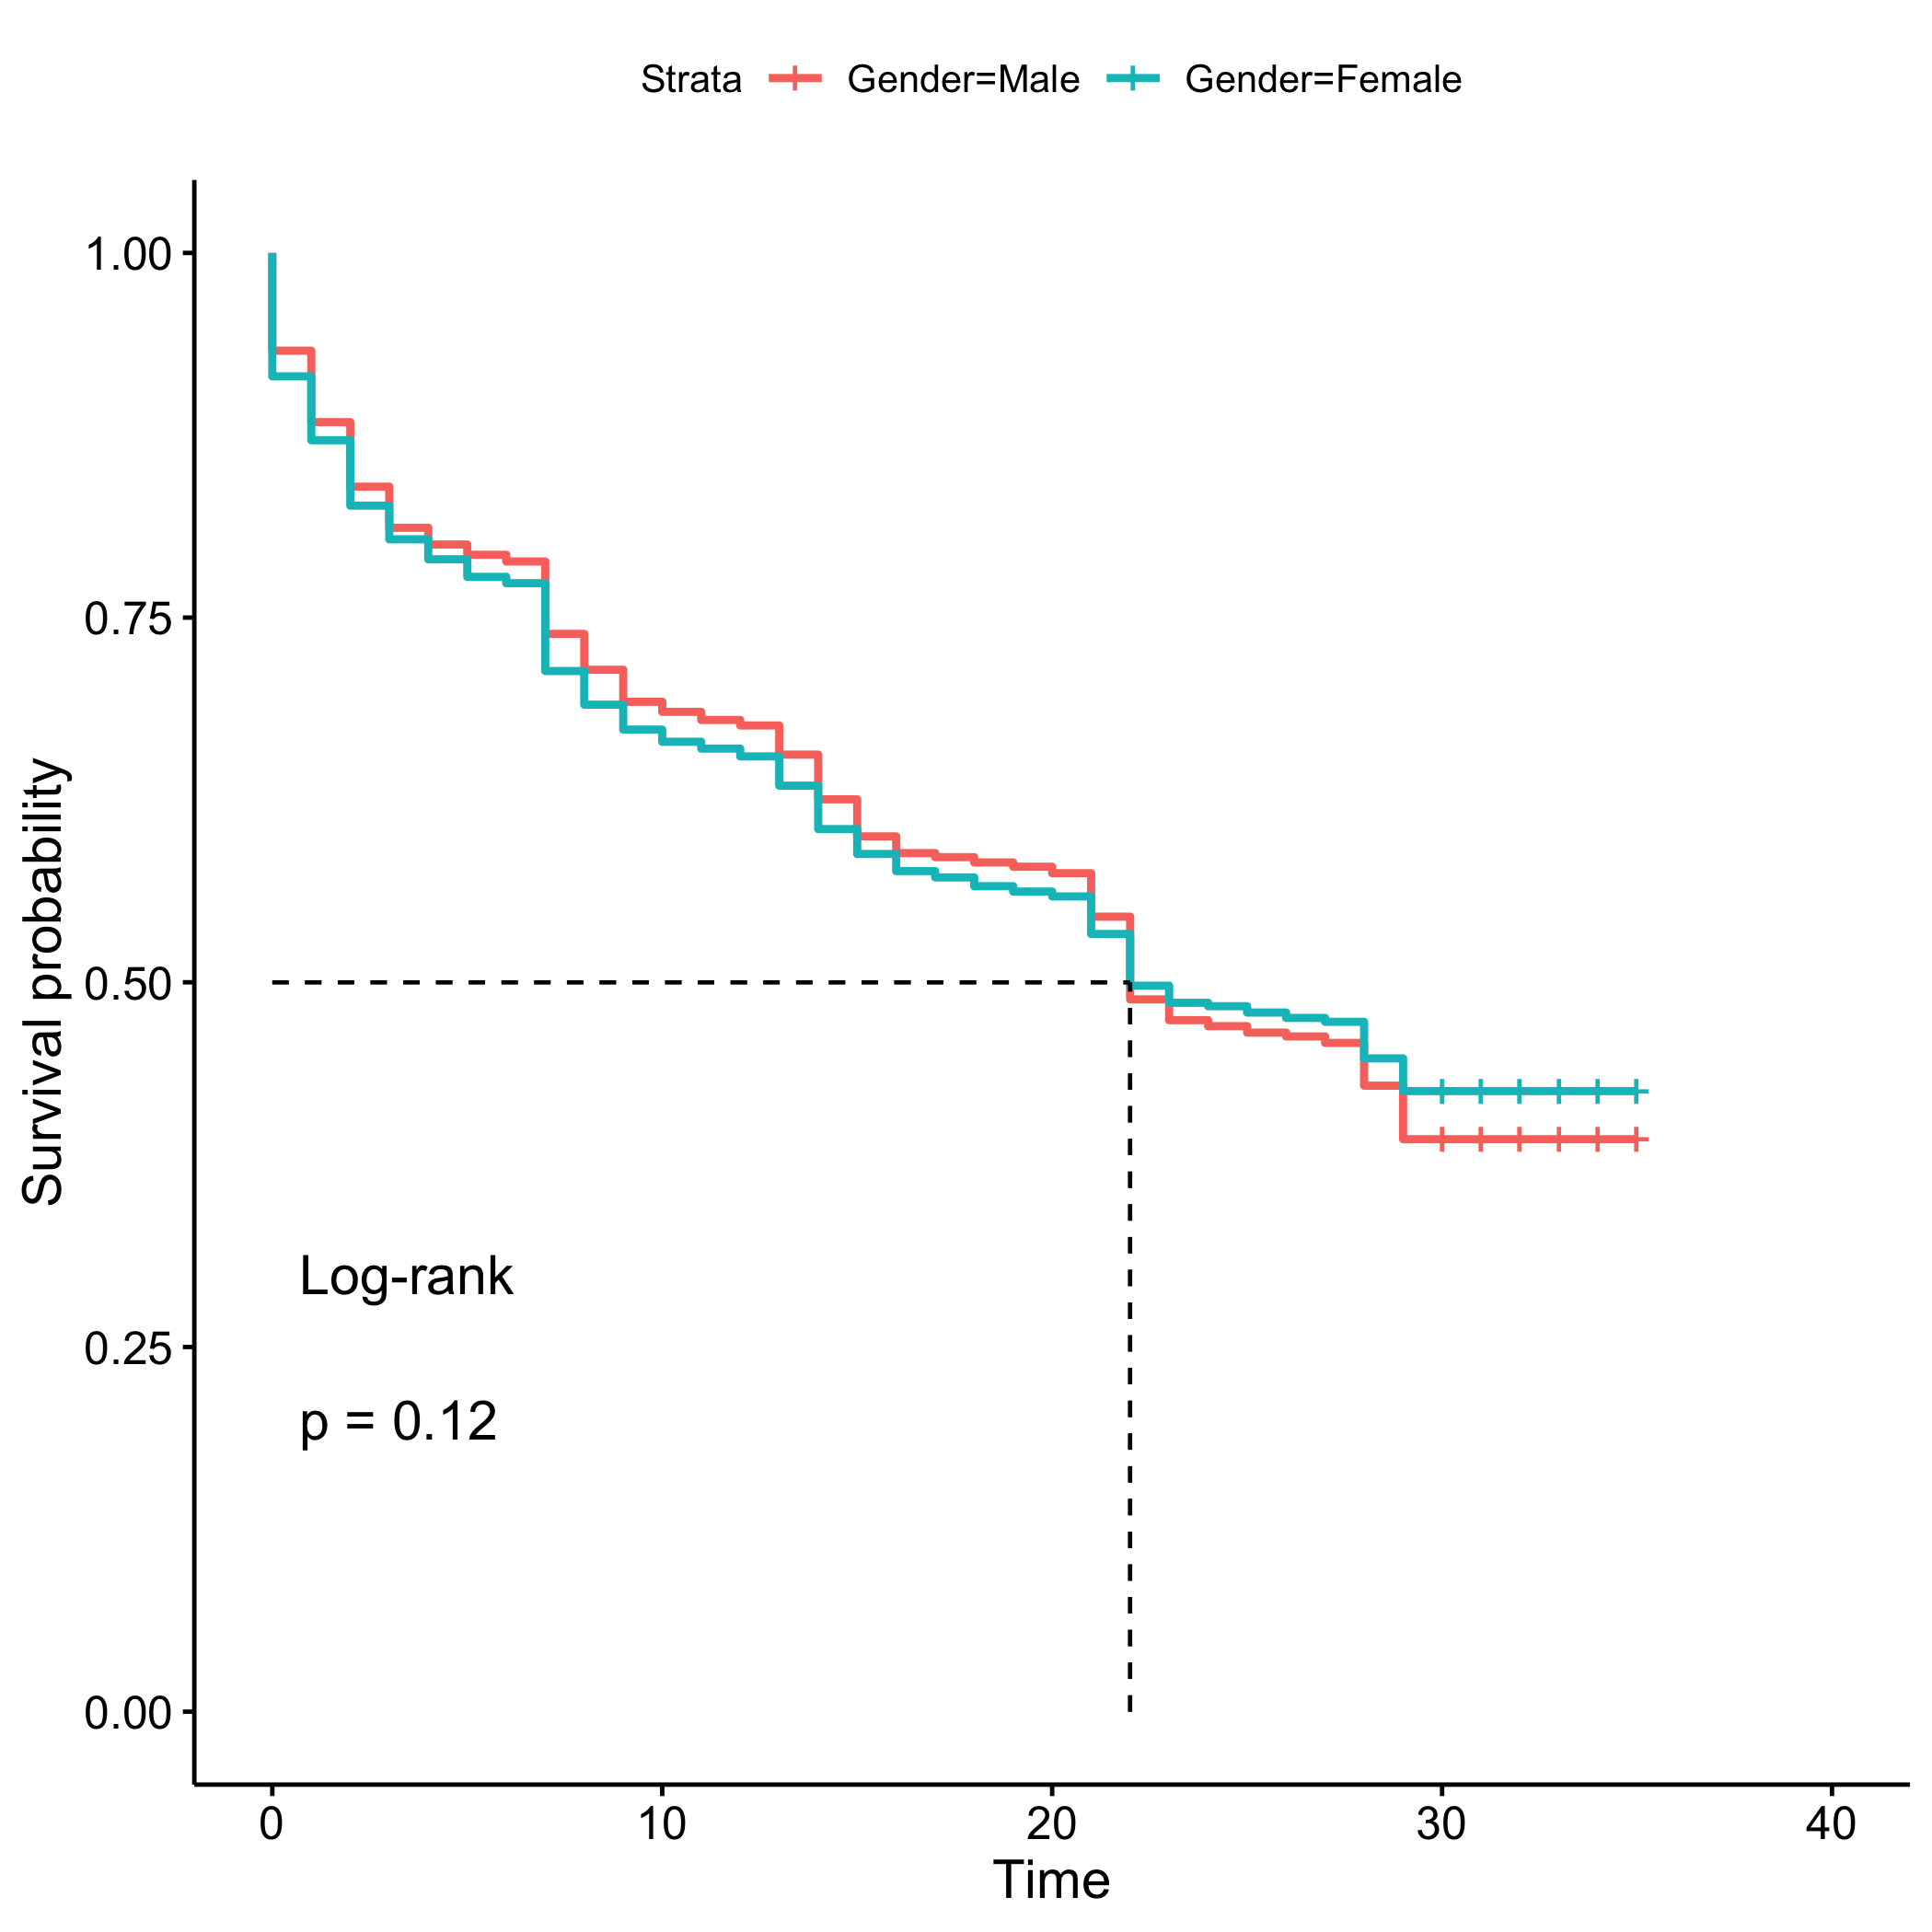 Strata Gender=Male Gender=Female
Survival probability
1.00
0.75
0.50
0.25
0.00
Log-rank
p = 0.12
0 10 20 30 40
Time